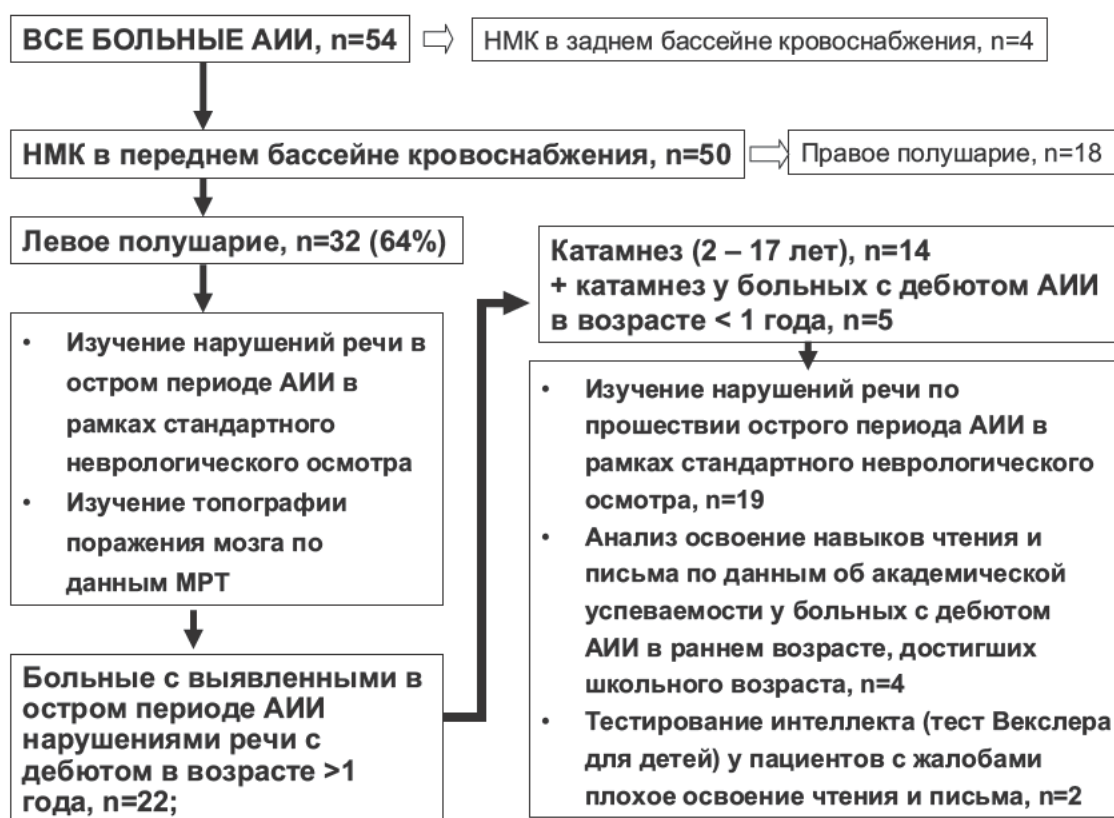 ВСЕ БОЛЬНЫЕ АИИ, n=54
НМК в заднем бассейне кровоснабжения, n=4
НМК в переднем бассейне кровоснабжения, n=50
Правое полушарие, n=18
Левое полушарие, n=32 (64%)
• Изучение нарушений речи в
остром периоде АИИ в
рамках стандартного
неврологического осмотра
• Изучение топографии
поражения мозга по
данным МРТ
Больные с выявленными в
остром периоде АИИ
нарушениями речи с
дебютом в возрасте >1
года, n=22;
Катамнез (2 – 17 лет), n=14
+ катамнез у больных с дебютом АИИ
в возрасте < 1 года, n=5
• Изучение нарушений речи по
прошествии острого периода АИИ в
рамках стандартного неврологического
осмотра, n=19
• Анализ освоение навыков чтения и
письма по данным об академической
успеваемости у больных с дебютом
АИИ в раннем возрасте, достигших
школьного возраста, n=4
• Тестирование интеллекта (тест Векслера
для детей) у пациентов с жалобами
плохое освоение чтения и письма, n=2